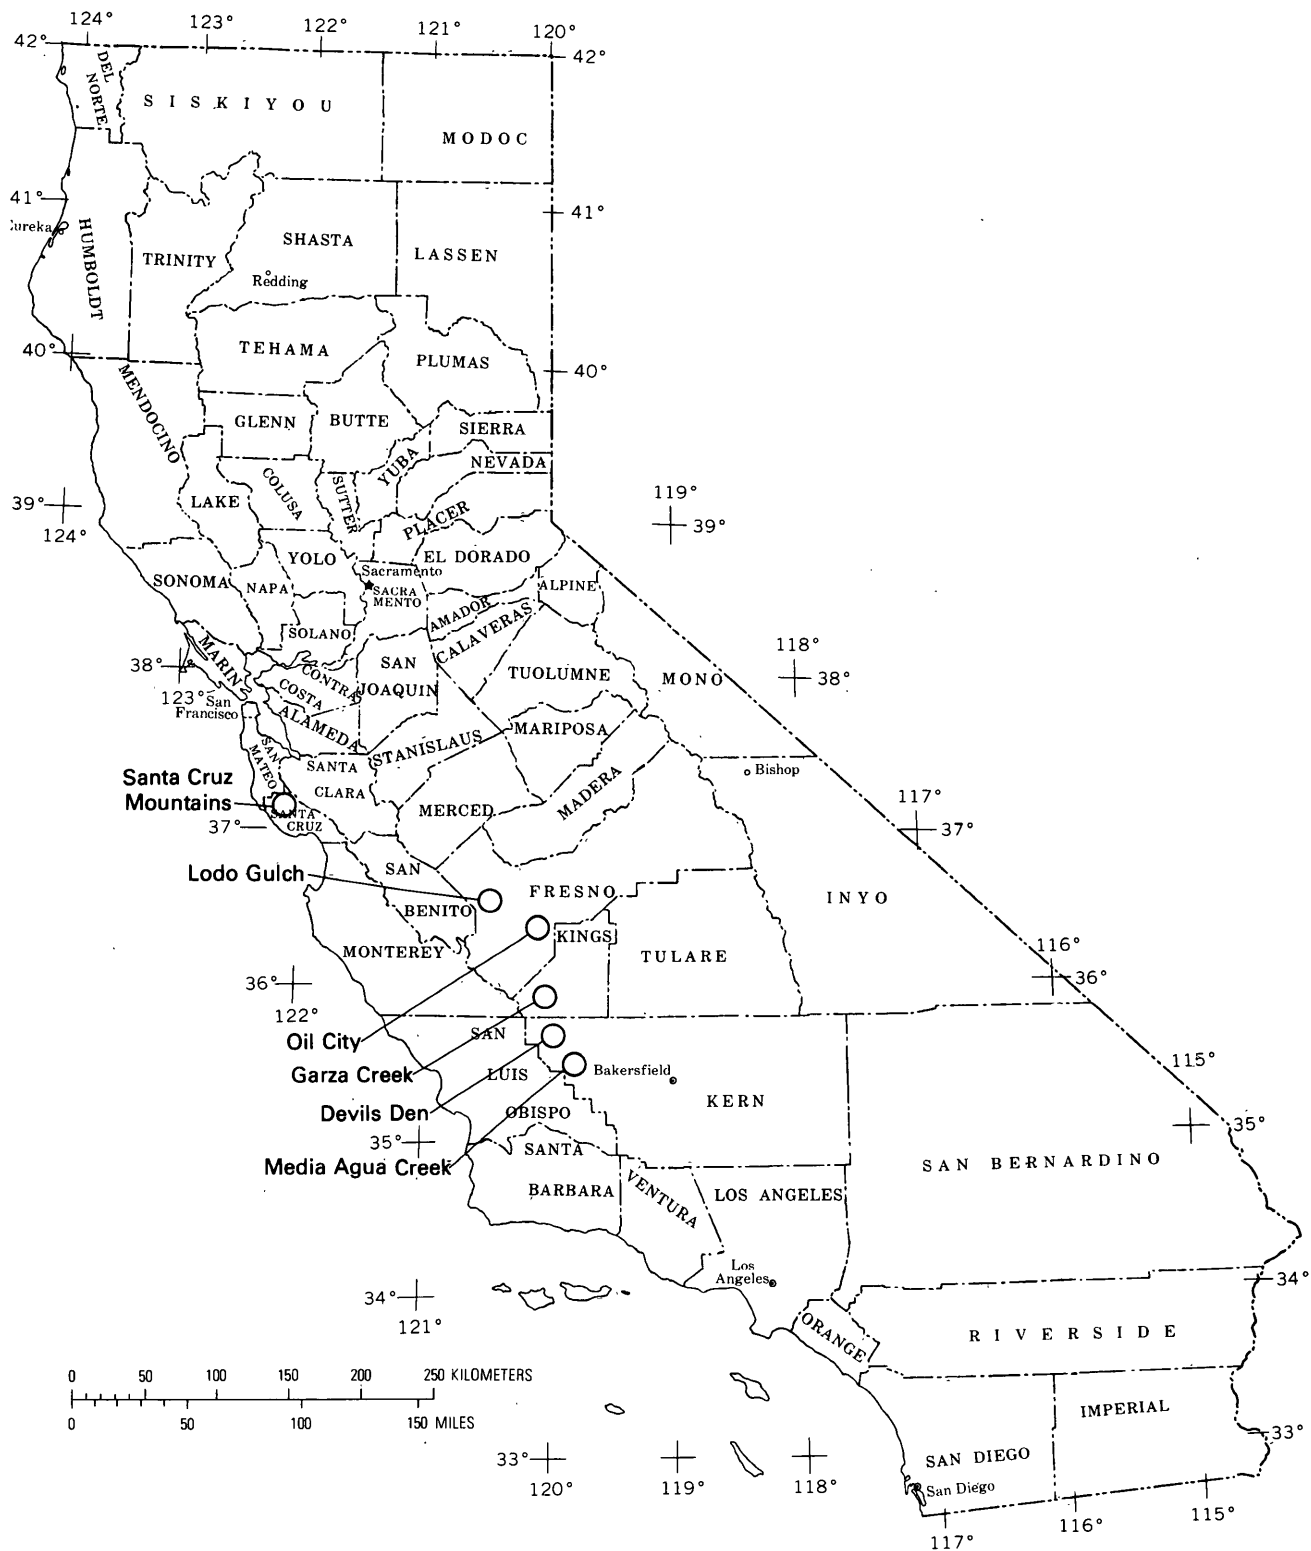 124° 123° 122° 121° 120°
42° 42°
DEL
NORTE
SISKIYOU
MODOC
41° 41°
Eureka
HUMBOLDT
TRINITY
SHASTA
LASSEN
Redding
40° 40°
TEHAMA
PLUMAS
MENDOCINO
GLENN
BUTTE
SIERRA
NEVADA
YUBA
LAKE
COLUSA
SUTTER
PLACER
39°
124°
119°
39°
YOLO
EL DORADO
Sacramento
SONOMA
NAPA
SACRA
MENTO
ALPINE
AMADOR
SOLANO
CALAVERAS
MARIN
38°
123°
118°
38°
SAN
JOAQUIN
TUOLUMNE
MONO
CONTRA
COSTA
San
Francisco
ALAMEDA
STANISLAUS
MARIPOSA
SAN
MATEO
SANTA
CLARA
Bishop
Santa Cruz
Mountains
MADERA
MERCED
SANTA
CRUZ
37°
117°
37°
SAN
BENITO
Lodo Gulch
FRESNO
INYO
KINGS
MONTEREY
TULARE
36°
122°
116°
36°
Oil City
SAN
LUIS
OBISPO
Garza Creek
Bakersfield
115°
Devils Den
KERN
35° 35°
SANTA
BARBARA
Media Agua Creek
SAN BERNARDINO
VENTURA
LOS ANGELES
Los
Angeles
34°
121°
34°
ORANGE
RIVERSIDE
0 50 100 150 200 250 KILOMETERS
0 50 100 150 MILES
IMPERIAL
33° 33°
SAN DIEGO
San Diego
120° 119° 118°
117° 116° 115°